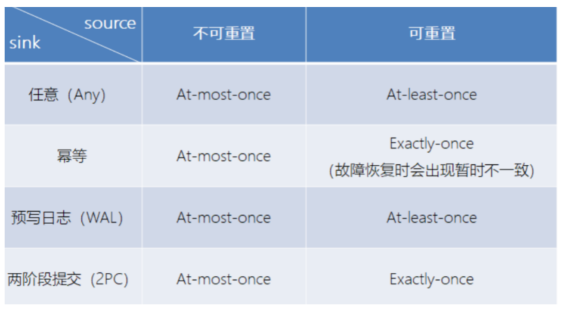 source
sink
不可重置
可重置
任意（Any）
At-most-once
At-least-once
幂等
At-most-once
Exactly-once
(故障恢复时会出现暂时不一致)
预写日志（WAL）
At-most-once
At-least-once
两阶段提交（2PC）
At-most-once
Exactly-once